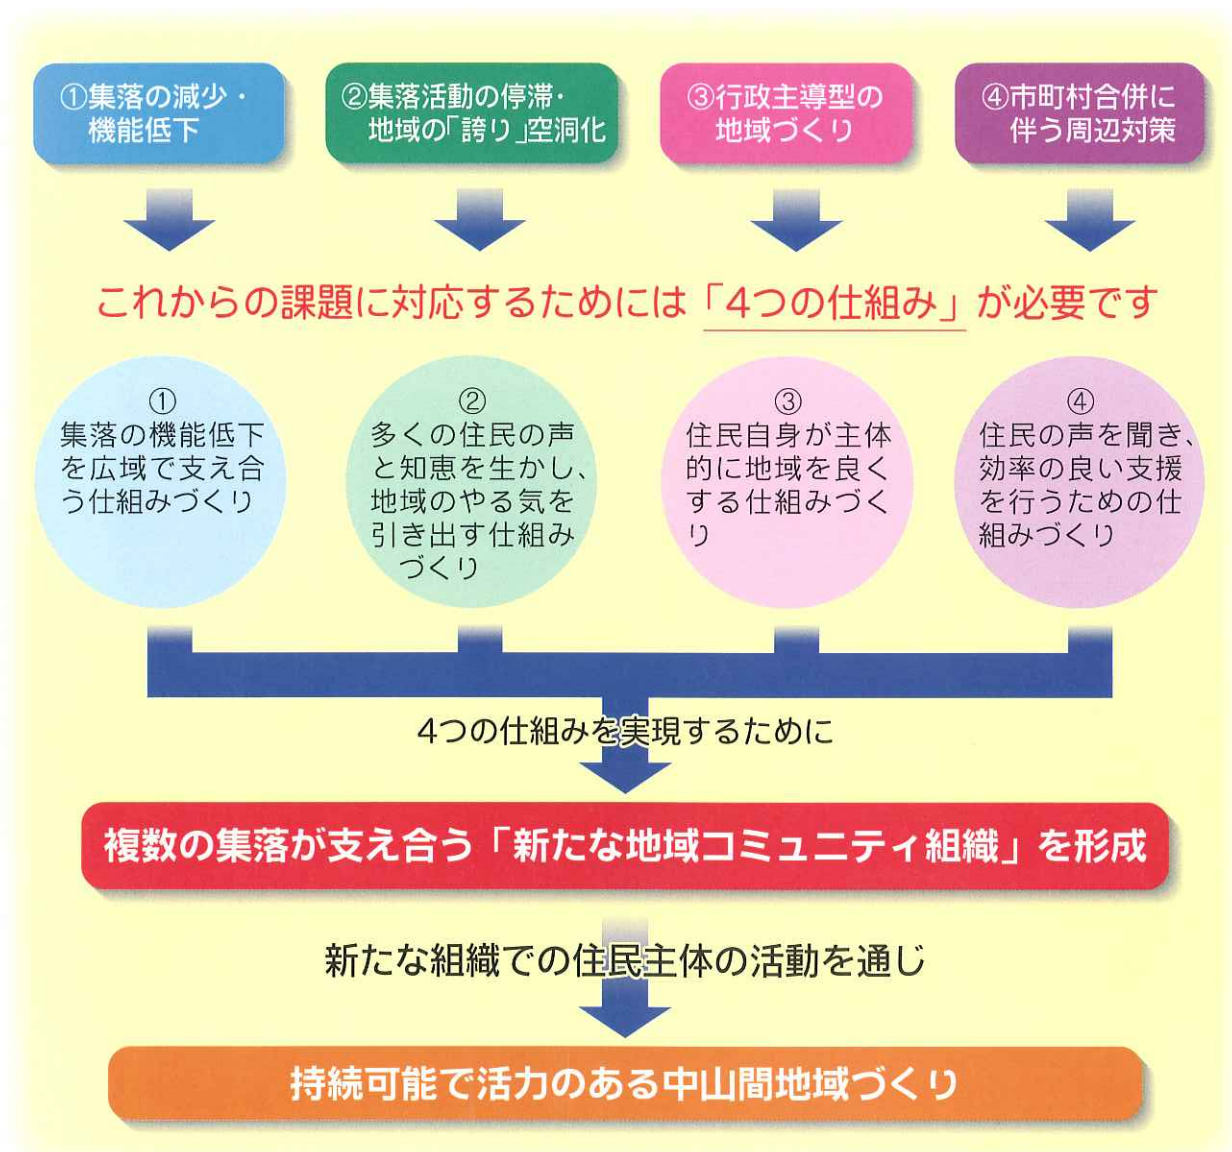 ①集落の減少・
機能低下
②集落活動の停滞・
地域の「誇り」空洞化
③行政主導型の
地域づくり
④市町村合併に
伴う周辺対策
これからの課題に対応するためには「4つの仕組み」が必要です
①
集落の機能低下
を広域で支え合
う仕組みづくり
②
多くの住民の声
と知恵を生かし、
地域のやる気を
引き出す仕組み
づくり
③
住民自身が主体
的に地域を良く
する仕組みづく
り
④
住民の声を聞き、
効率の良い支援
を行うための仕
組みづくり
4つの仕組みを実現するために
複数の集落が支え合う「新たな地域コミュニティ組織」を形成
新たな組織での住民主体の活動を通じ
持続可能で活力のある中山間地域づくり